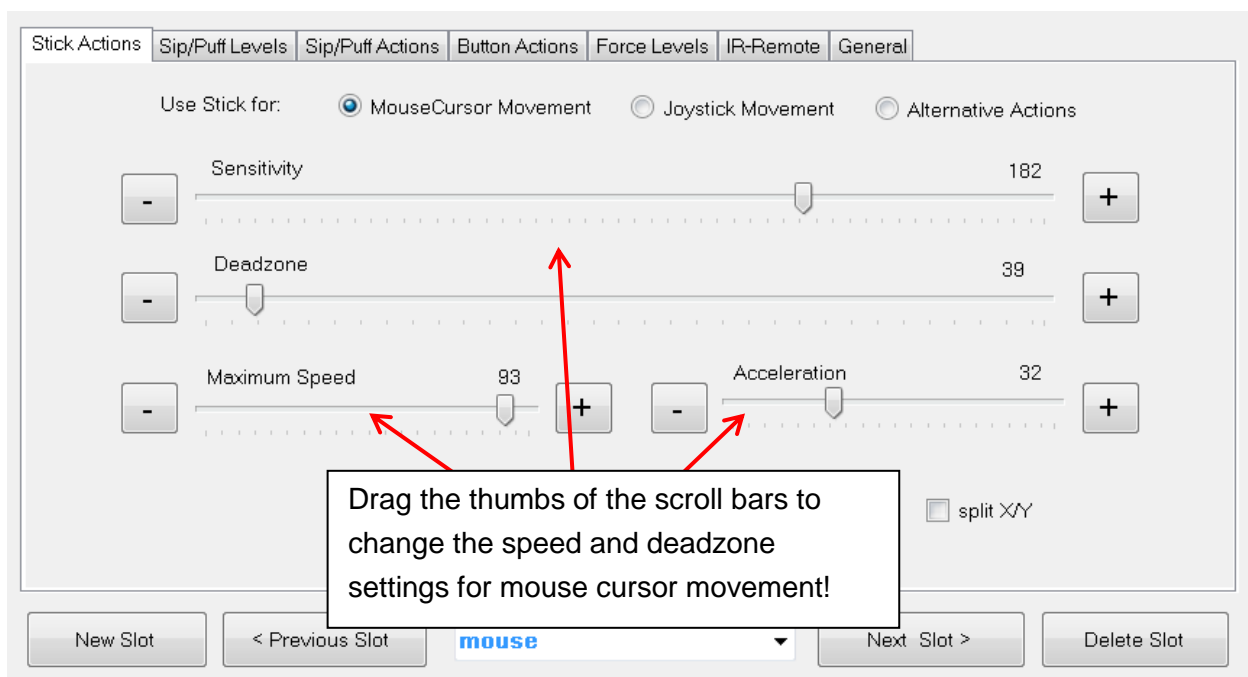 Stick Actions Sip/Puff Levels Sip/Puff Actions Button Actions Force Levels IR-Remote General
Use Stick for: MouseCursor Movement Joystick Movement Alternative Actions
Sensitivity 182
- +
Deadzone 39
- +
Maximum Speed 93 Acceleration 32
- + - +
Drag the thumbs of the scroll bars to
change the speed and deadzone
settings for mouse cursor movement!
split X/Y
New Slot < Previous Slot mouse Next Slot > Delete Slot